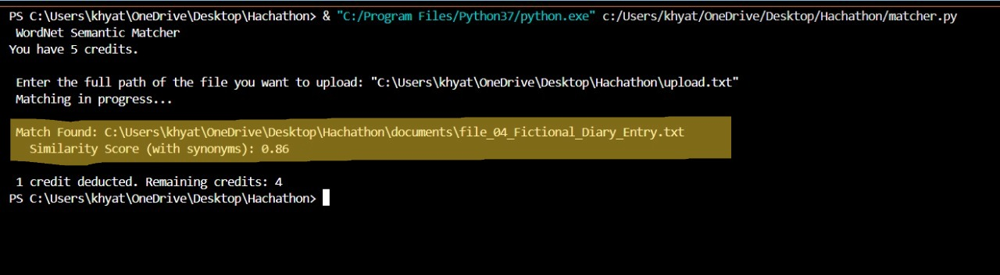 PS C:\Users\khyat\OneDrive\Desktop\Hachathon> & "C:/Program Files/Python37/python.exe" c:/Users/khyat/OneDrive/Desktop/Hachathon/matcher.py
WordNet Semantic Matcher
You have 5 credits.
Enter the full path of the file you want to upload: "C:\Users\khyat\OneDrive\Desktop\Hachathon\upload.txt"
Matching in progress...
Match Found: C:\Users\khyat\OneDrive\Desktop\Hachathon\documents\file_04_Fictional_Diary_Entry.txt
Similarity Score (with synonyms): 0.86
1 credit deducted. Remaining credits: 4
PS C:\Users\khyat\OneDrive\Desktop\Hachathon>